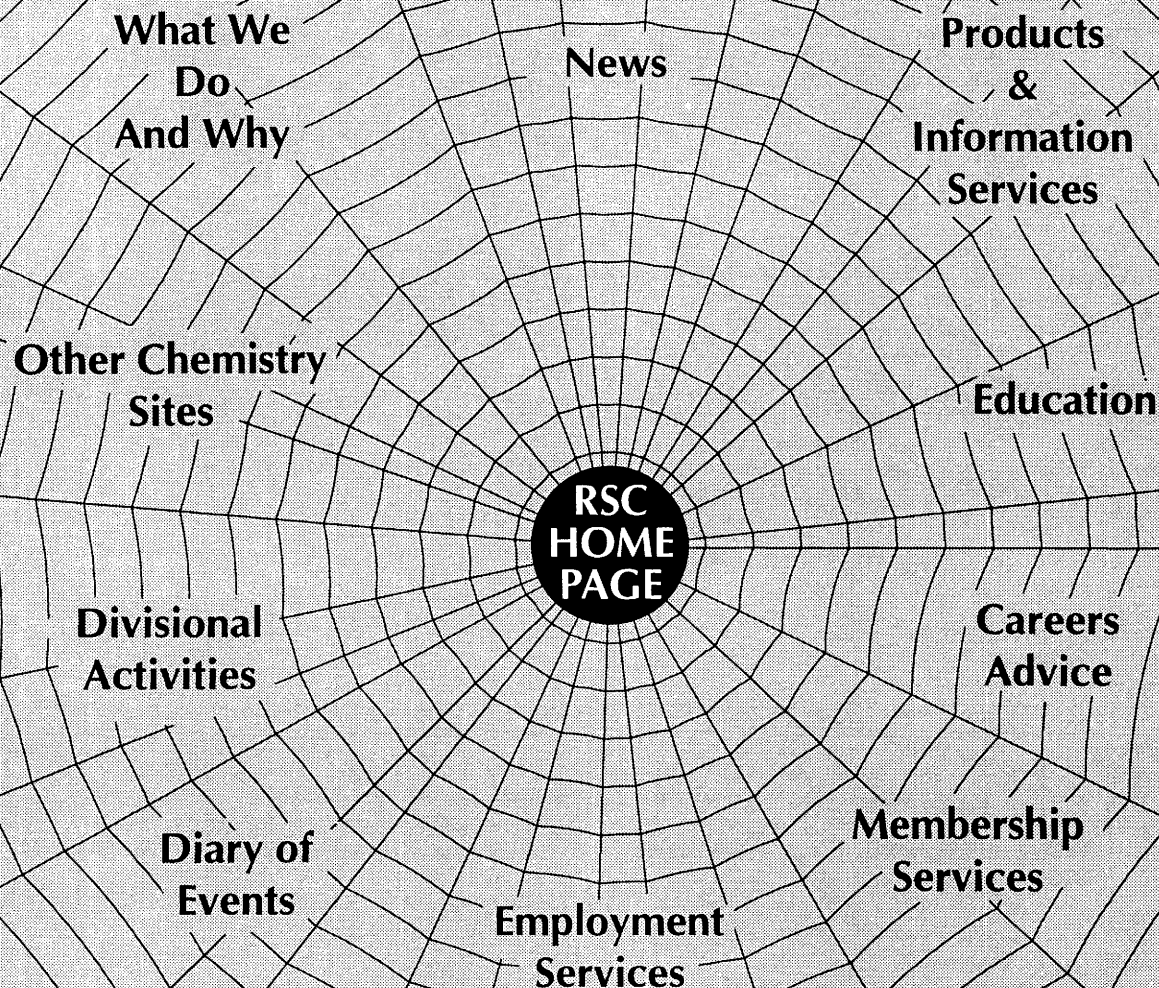 What We
Do
And Why
News
Products
&
Information
Services
Other Chemistry
Sites
Education
RSC
HOME
PAGE
Divisional
Activities
Careers
Advice
Diary of
Events
Membership
Services
Employment
Services